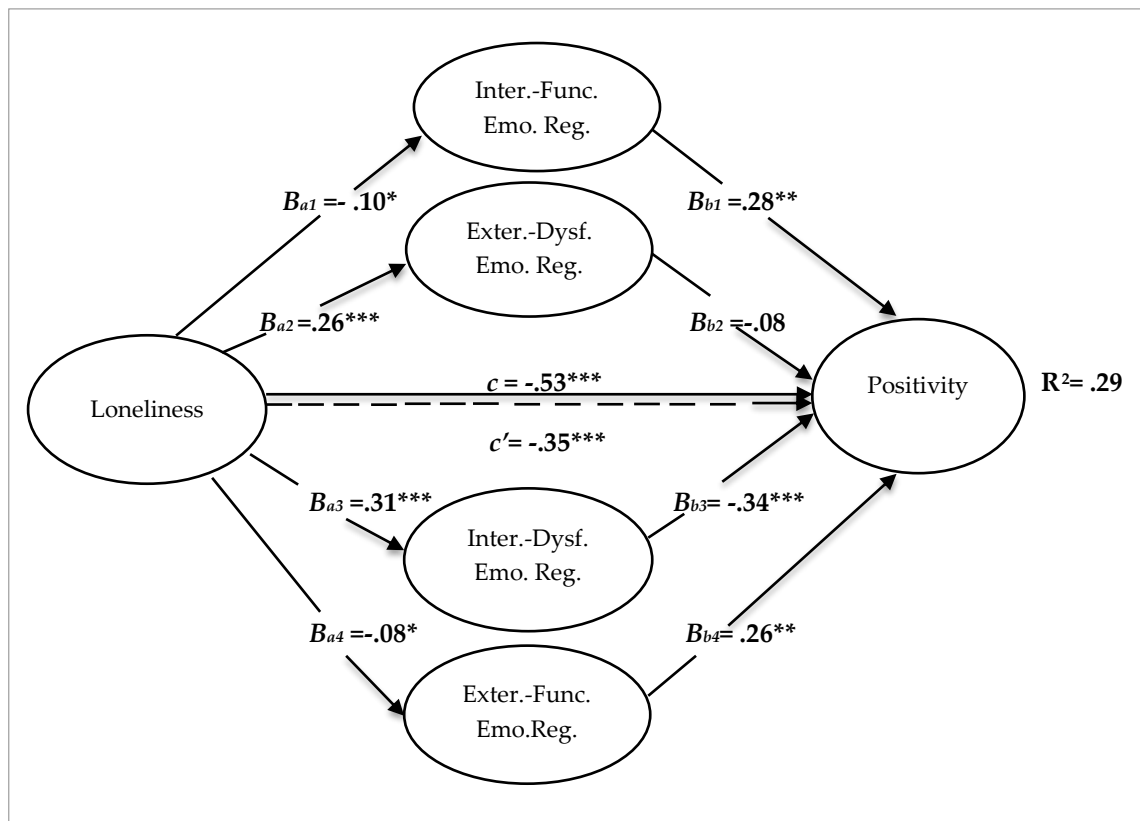 Inter.-Func.
Emo. Reg.
Ba1 =- .10*
Bb1 =.28**
Exter.-Dysf.
Emo. Reg.
Ba2 =.26***
Bb2 =-.08
c = -.53***
Loneliness
Positivity
R²= .29
c′= -.35***
Ba3 =.31***
Bb3= -.34***
Inter.-Dysf.
Emo. Reg.
Ba4 =-.08*
Bb4= .26**
Exter.-Func.
Emo.Reg.